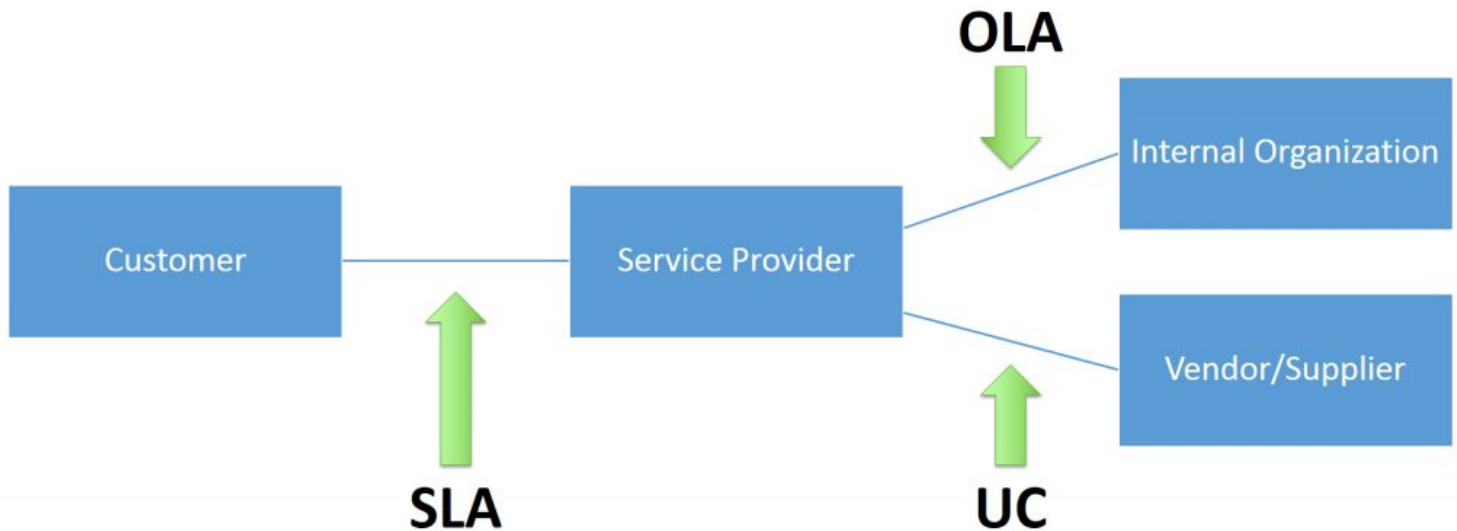 OLA
Internal Organization
Customer
Service Provider
Vendor/Supplier
SLA
UC